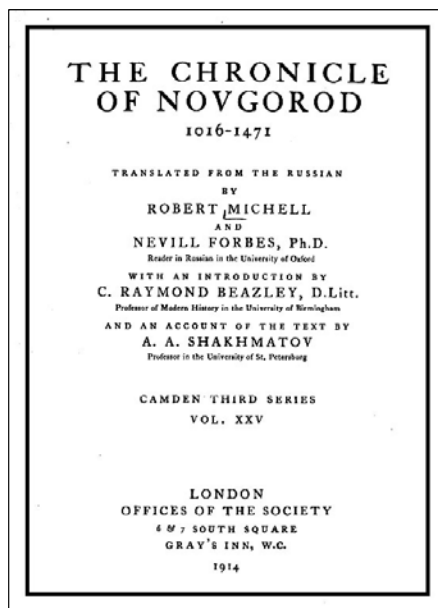 THE CHRONICLE
OF NOVGOROD
1016-1471
TRANSLATED FROM THE RUSSIAN
BY
ROBERT MICHELL
AND
NEVILL FORBES, Ph.D.
Reader in Russian in the University of Oxford
WITH AN INTRODUCTION BY
C. RAYMOND BEAZLEY, D.Litt.
Professor of Modern History in the University of Birmingham
AND AN ACCOUNT OF THE TEXT BY
A. A. SHAKHMATOV
Professor in the University of St. Petersburg
CAMDEN THIRD SERIES
VOL. XXV
LONDON
OFFICES OF THE SOCIETY
6 & 7 SOUTH SQUARE
GRAY'S INN, W.C.
1914